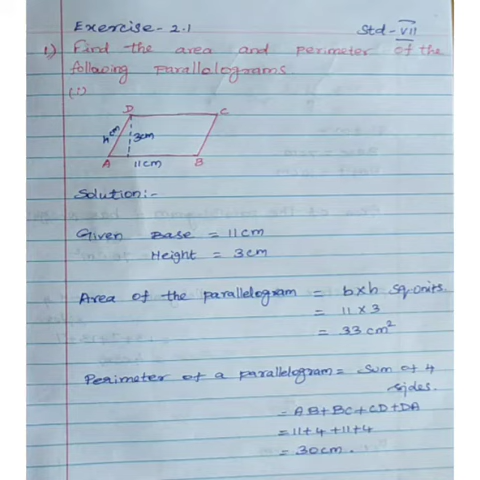 Exercise - 2.1
Std - VII
1) Find the area and perimeter of the
following parallelograms
(i)
D
C
4cm
3cm
A
11cm
B
Solution:-
Given Base = 11cm
Height = 3cm
Area of the parallelogram = b×h sq.units.
= 11 × 3
= 33 cm²
Perimeter of a parallelogram = Sum of 4
sides.
= AB+BC+CD+DA
= 11+4+11+4
= 30cm.